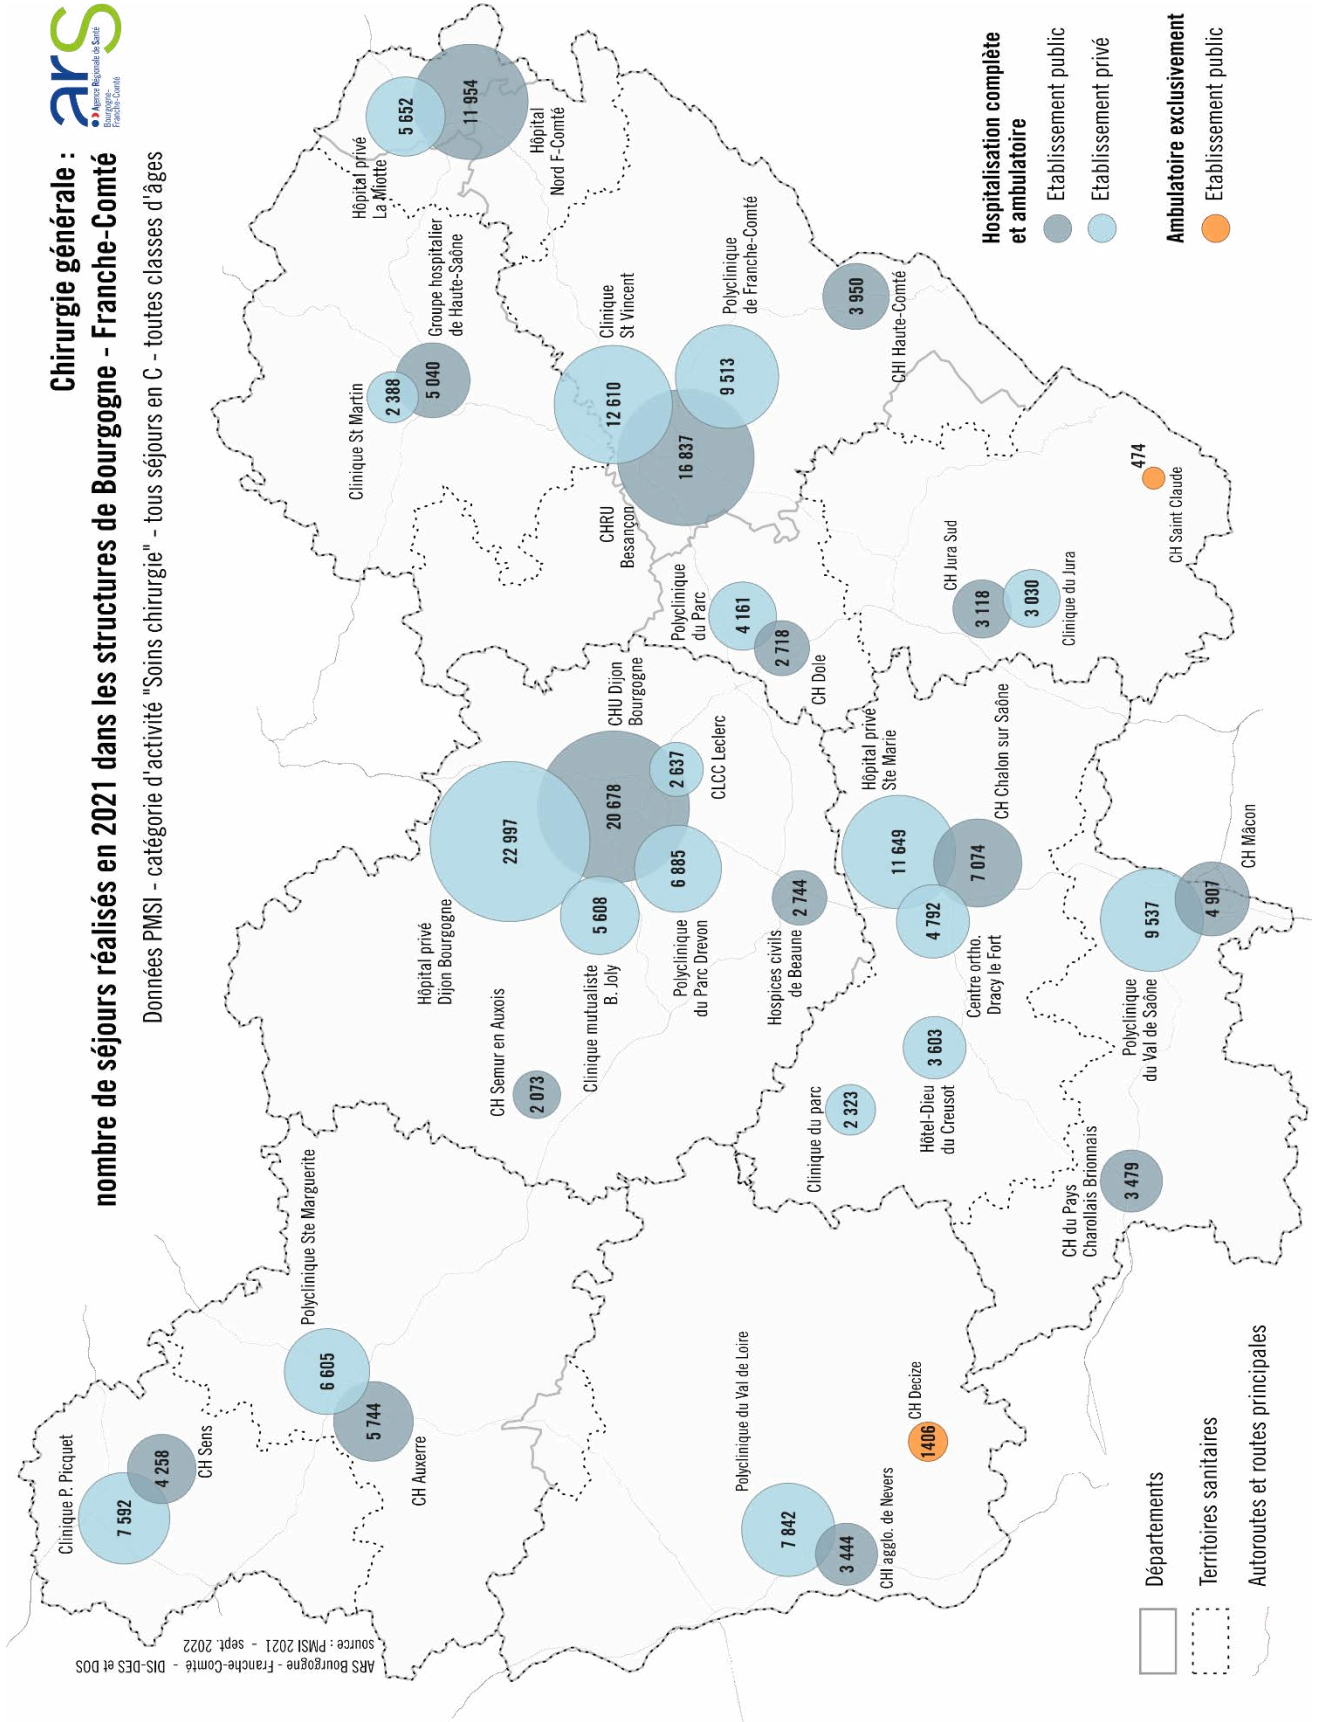 ars
Agence Régionale de Santé
Bourgogne-
Franche-Comté
Chirurgie générale :
nombre de séjours réalisés en 2021 dans les structures de Bourgogne - Franche-Comté
Données PMSI - catégorie d'activité "Soins chirurgie" - tous séjours en C - toutes classes d'âges
ARS Bourgogne - Franche-Comté - DIS-DES et DOS
source : PMSI 2021 - sept. 2022
Clinique P. Picquet
7 592
4 258
CH Sens
Polyclinique Ste Marguerite
6 605
5 744
CH Auxerre
Polyclinique du Val de Loire
7 842
3 444
CHI agglo. de Nevers
CH Decize
1406
Hôpital privé
Dijon Bourgogne
22 997
CHU Dijon
Bourgogne
20 678
2 637
CLCC Leclerc
5 608
Clinique mutualiste
B. Joly
6 885
Polyclinique
du Parc Drevon
CH Semur en Auxois
2 073
Hospices civils
de Beaune
2 744
Hôpital privé
Ste Marie
11 649
7 074
CH Chalon sur Saône
4 792
Centre ortho.
Dracy le Fort
3 603
Hôtel-Dieu
du Creusot
Clinique du parc
2 323
CH du Pays
Charollais Brionnais
3 479
Polyclinique
du Val de Saône
9 537
4 907
CH Mâcon
Clinique St Martin
2 388
5 040
Groupe hospitalier
de Haute-Saône
Hôpital privé
La Miotte
5 652
11 954
Hôpital
Nord F-Comté
Clinique
St Vincent
12 610
16 837
CHRU
Besançon
9 513
Polyclinique
de Franche-Comté
3 950
CHI Haute-Comté
Polyclinique
du Parc
4 161
2 718
CH Dole
CH Jura Sud
3 118
3 030
Clinique du Jura
474
CH Saint Claude
Hospitalisation complète
et ambulatoire
Etablissement public
Etablissement privé
Ambulatoire exclusivement
Etablissement public
Départements
Territoires sanitaires
Autoroutes et routes principales